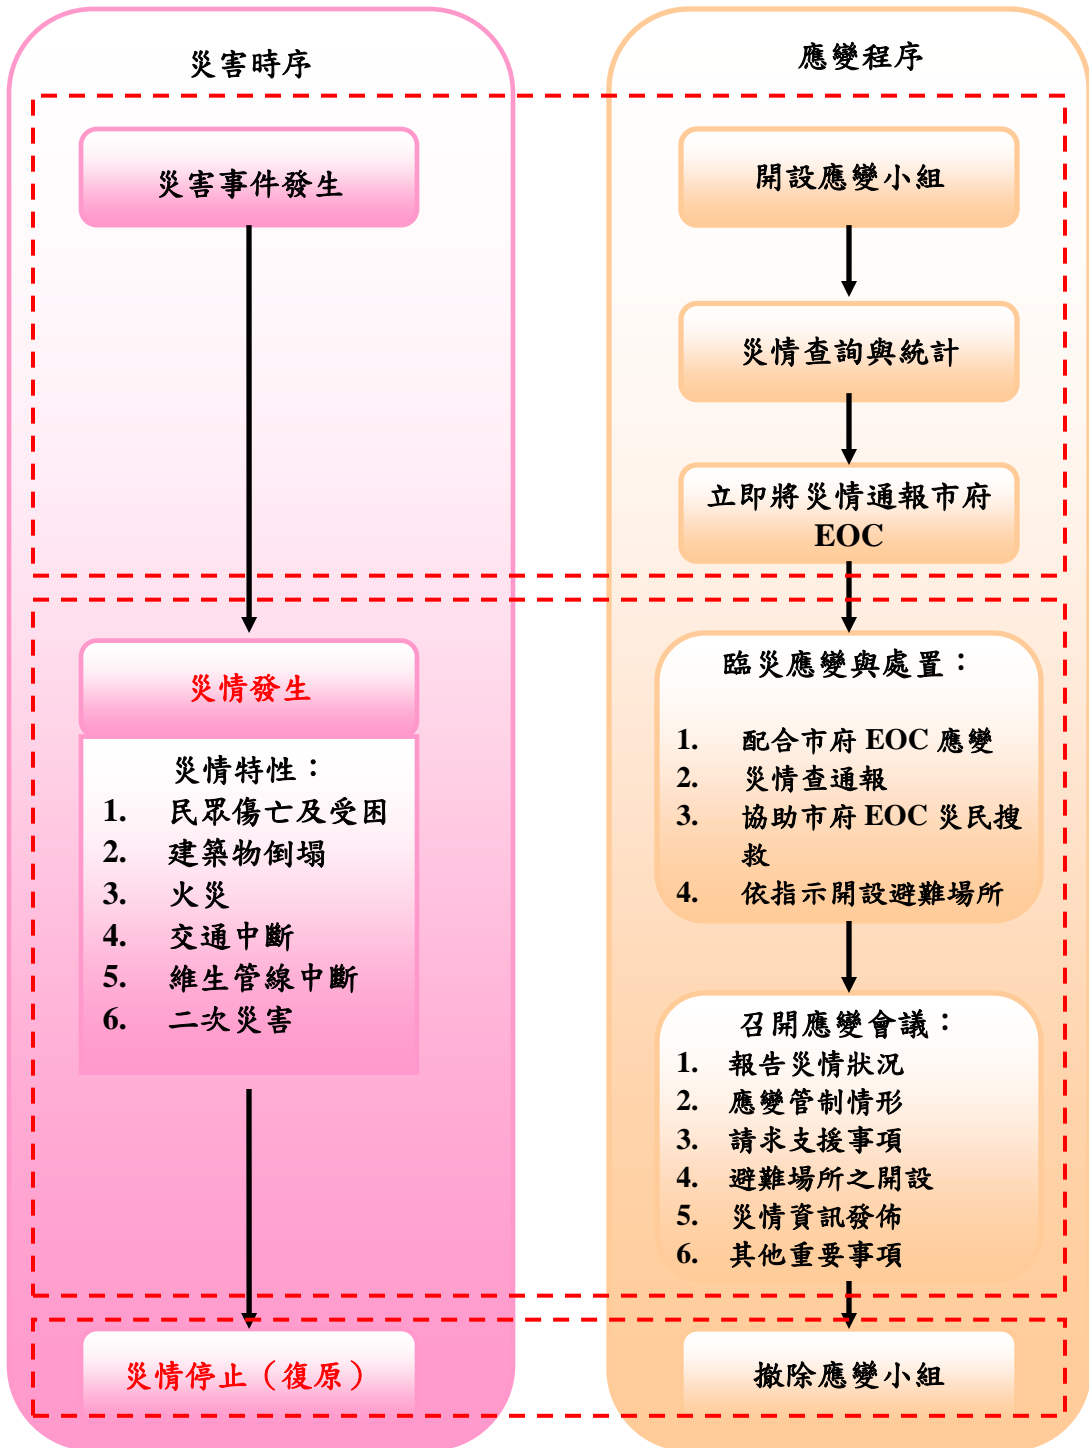 災害時序
災害事件發生
災情發生
災情特性：
1. 民眾傷亡及受困
2. 建築物倒塌
3. 火災
4. 交通中斷
5. 維生管線中斷
6. 二次災害
災情停止（復原）
應變程序
開設應變小組
災情查詢與統計
立即將災情通報市府
EOC
臨災應變與處置：
1. 配合市府 EOC 應變
2. 災情查通報
3. 協助市府 EOC 災民搜
救
4. 依指示開設避難場所
召開應變會議：
1. 報告災情狀況
2. 應變管制情形
3. 請求支援事項
4. 避難場所之開設
5. 災情資訊發佈
6. 其他重要事項
撤除應變小組